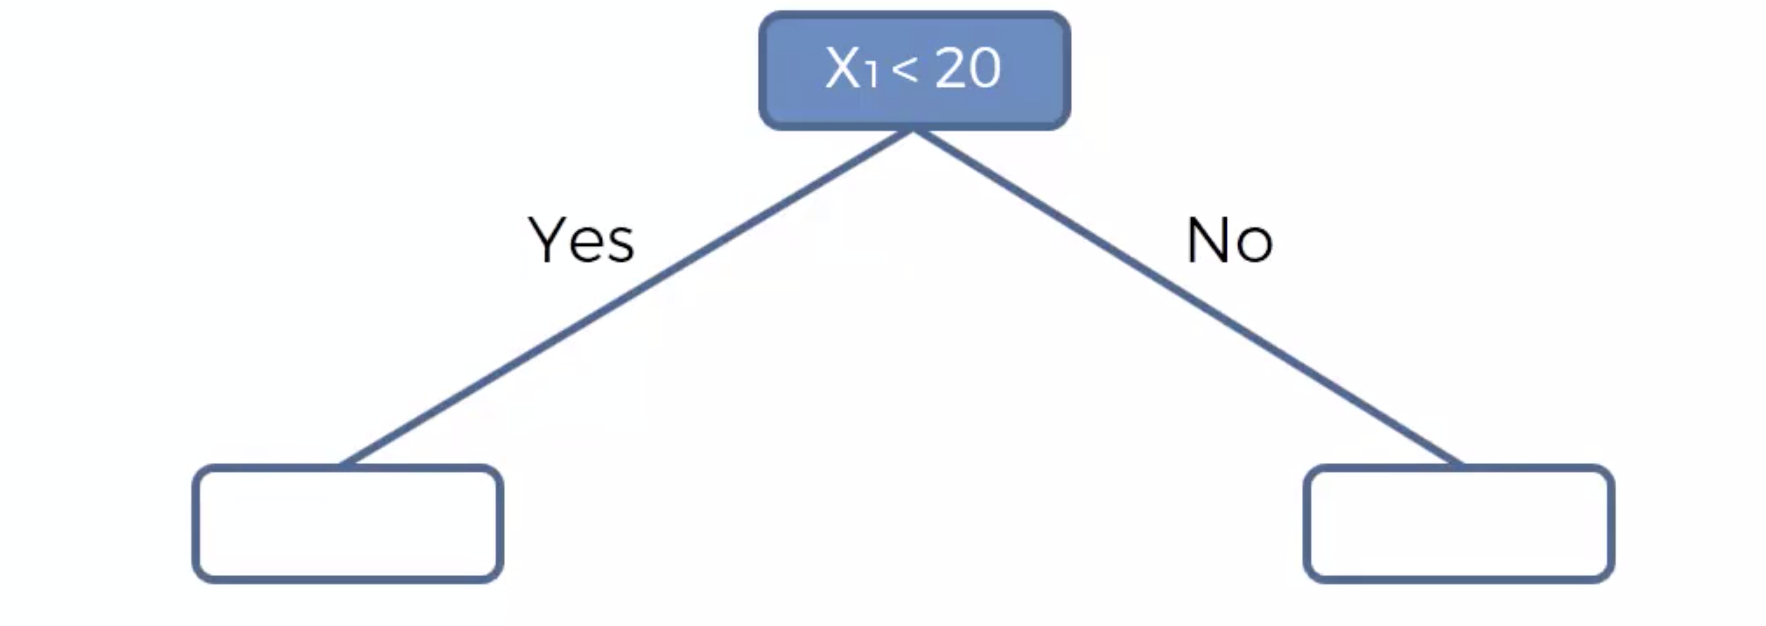 X₁ < 20
Yes
No